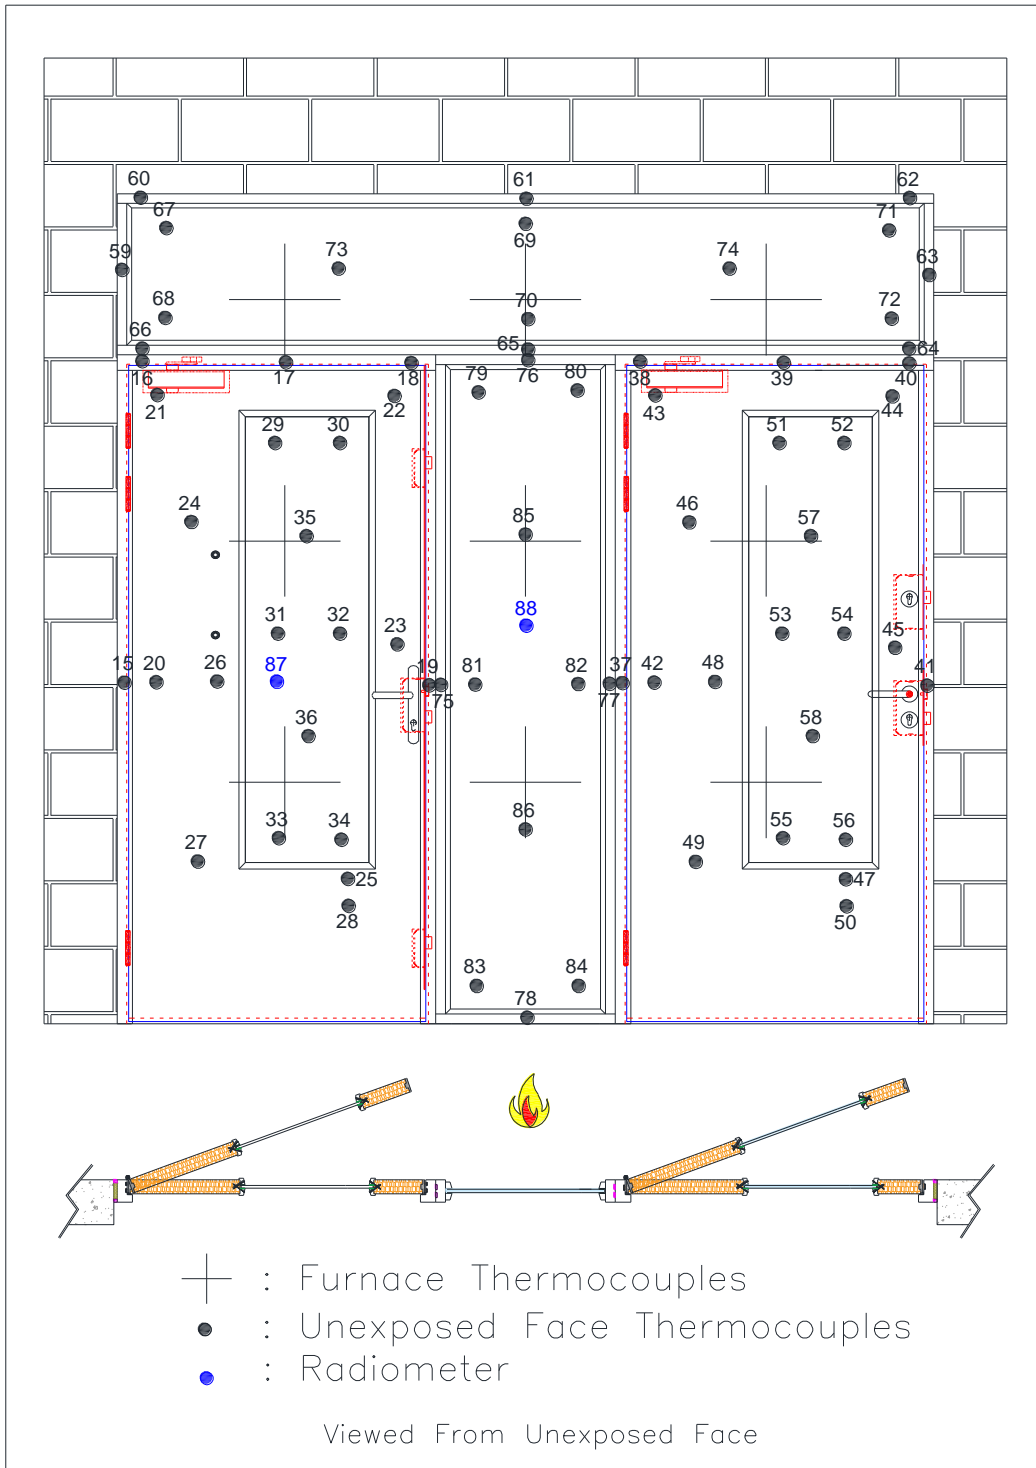 60 61 62
67 69 71
59 73 74 63
68 70 72
66 65 64
16 17 18 76 38 39 40
21 22 79 80 43 44
29 30 51 52
24 35 85 46 57
31 32 23 88 53 54 45
15 20 26 87 19 75 81 82 37 77 42 48 41
36 58
33 34 86 55 56
27 25 49 47
28 50
83 84
78
: Furnace Thermocouples
: Unexposed Face Thermocouples
: Radiometer
Viewed From Unexposed Face